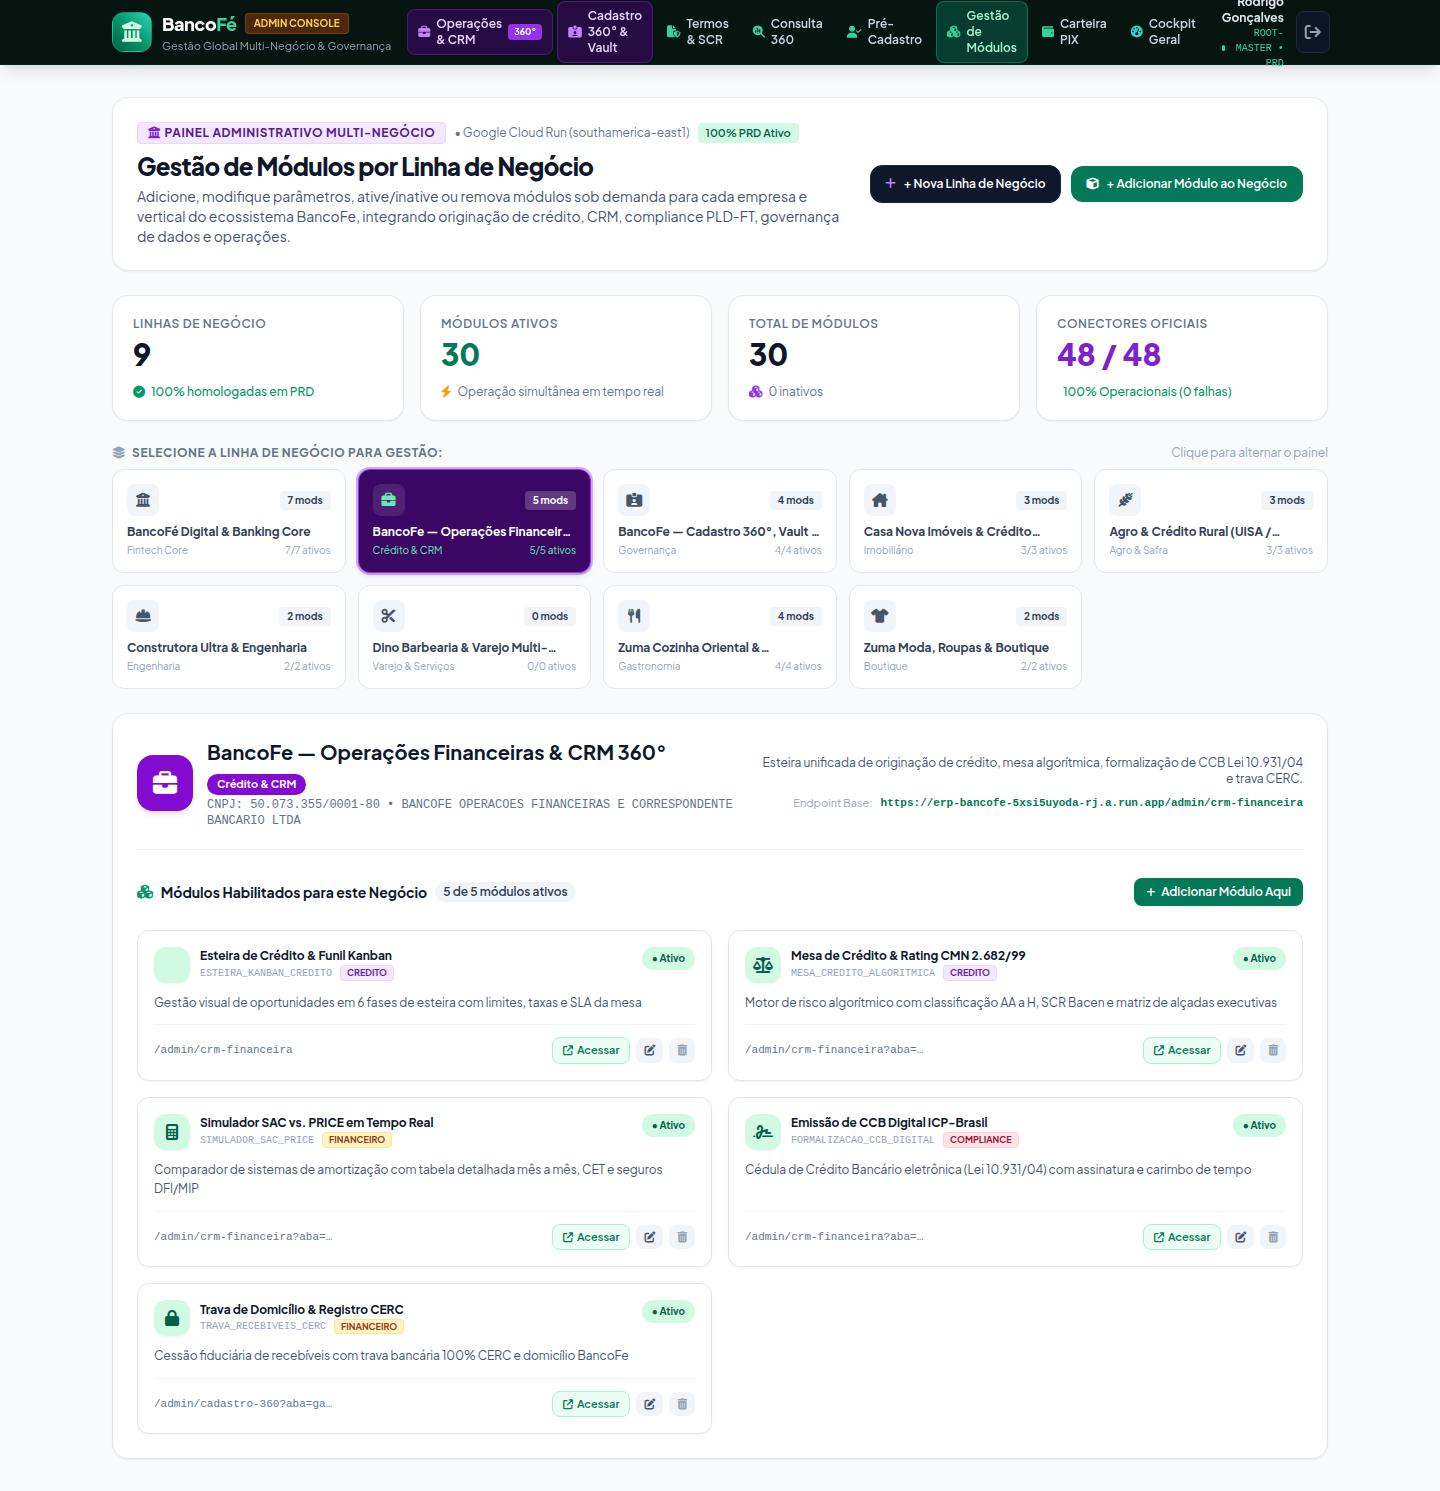 BancoFé ADMIN CONSOLE
Gestão Global Multi-Negócio & Governança
Operações & CRM 360°
Cadastro 360° & Vault
Termos & SCR
Consulta 360
Pré-Cadastro
Gestão de Módulos
Carteira PIX
Cockpit Geral
Rodrigo Gonçalves
ROOT-MASTER • PRD
PAINEL ADMINISTRATIVO MULTI-NEGÓCIO
• Google Cloud Run (southamerica-east1)
100% PRD Ativo
Gestão de Módulos por Linha de Negócio
Adicione, modifique parâmetros, ative/inative ou remova módulos sob demanda para cada empresa e
vertical do ecossistema BancoFe, integrando originação de crédito, CRM, compliance PLD-FT, governança
de dados e operações.
+ Nova Linha de Negócio
+ Adicionar Módulo ao Negócio
LINHAS DE NEGÓCIO
9
100% homologadas em PRD
MÓDULOS ATIVOS
30
Operação simultânea em tempo real
TOTAL DE MÓDULOS
30
0 inativos
CONECTORES OFICIAIS
48 / 48
100% Operacionais (0 falhas)
SELECIONE A LINHA DE NEGÓCIO PARA GESTÃO:
Clique para alternar o painel
7 mods
BancoFé Digital & Banking Core
Fintech Core 7/7 ativos
5 mods
BancoFe — Operações Financeir...
Crédito & CRM 5/5 ativos
4 mods
BancoFe — Cadastro 360°, Vault ...
Governança 4/4 ativos
3 mods
Casa Nova Imóveis & Crédito...
Imobiliário 3/3 ativos
3 mods
Agro & Crédito Rural (UISA /...
Agro & Safra 3/3 ativos
2 mods
Construtora Ultra & Engenharia
Engenharia 2/2 ativos
0 mods
Dino Barbearia & Varejo Multi-...
Varejo & Serviços 0/0 ativos
4 mods
Zuma Cozinha Oriental &...
Gastronomia 4/4 ativos
2 mods
Zuma Moda, Roupas & Boutique
Boutique 2/2 ativos
BancoFe — Operações Financeiras & CRM 360°
Crédito & CRM
CNPJ: 50.073.355/0001-80 • BANCOFE OPERACOES FINANCEIRAS E CORRESPONDENTE
BANCARIO LTDA
Esteira unificada de originação de crédito, mesa algorítmica, formalização de CCB Lei 10.931/04
e trava CERC.
Endpoint Base: https://erp-bancofe-5xsi5uyoda-rj.a.run.app/admin/crm-financeira
Módulos Habilitados para este Negócio
5 de 5 módulos ativos
+ Adicionar Módulo Aqui
Esteira de Crédito & Funil Kanban
ESTEIRA_KANBAN_CREDITO CREDITO
• Ativo
Gestão visual de oportunidades em 6 fases de esteira com limites, taxas e SLA da mesa
/admin/crm-financeira
Acessar
Mesa de Crédito & Rating CMN 2.682/99
MESA_CREDITO_ALGORITMICA CREDITO
• Ativo
Motor de risco algorítmico com classificação AA a H, SCR Bacen e matriz de alçadas executivas
/admin/crm-financeira?aba=…
Acessar
Simulador SAC vs. PRICE em Tempo Real
SIMULADOR_SAC_PRICE FINANCEIRO
• Ativo
Comparador de sistemas de amortização com tabela detalhada mês a mês, CET e seguros
DFI/MIP
/admin/crm-financeira?aba=…
Acessar
Emissão de CCB Digital ICP-Brasil
FORMALIZACAO_CCB_DIGITAL COMPLIANCE
• Ativo
Cédula de Crédito Bancário eletrônica (Lei 10.931/04) com assinatura e carimbo de tempo
/admin/crm-financeira?aba=…
Acessar
Trava de Domicílio & Registro CERC
TRAVA_RECEBIVEIS_CERC FINANCEIRO
• Ativo
Cessão fiduciária de recebíveis com trava bancária 100% CERC e domicílio BancoFe
/admin/cadastro-360?aba=ga…
Acessar